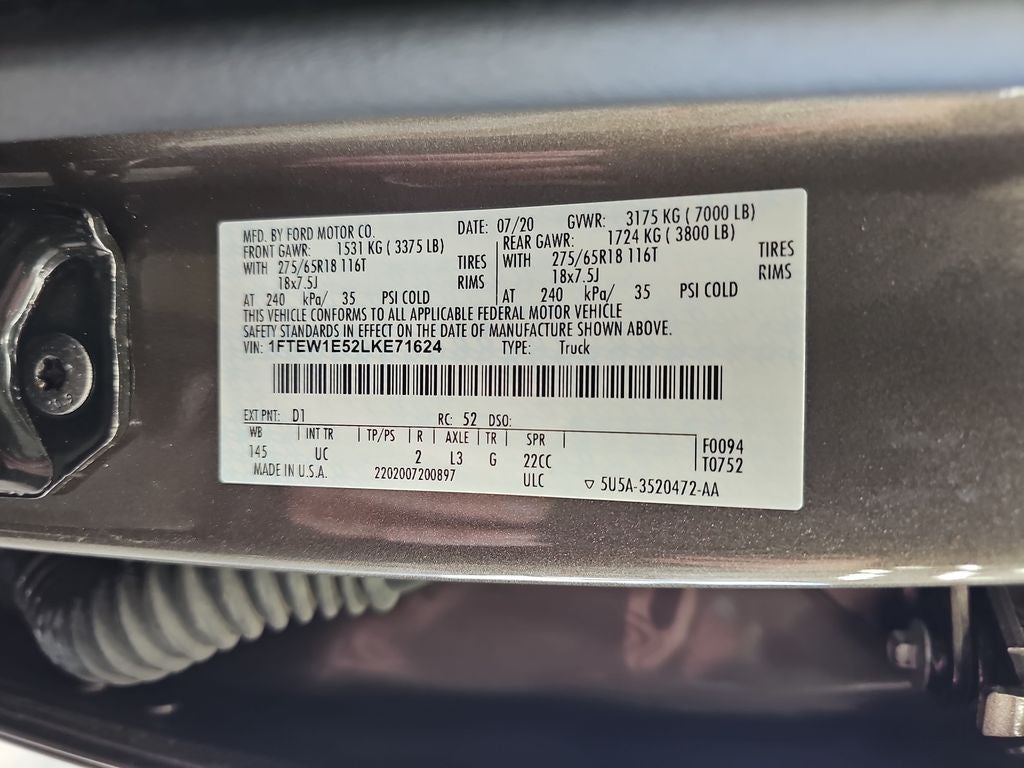 MFD. BY FORD MOTOR CO. DATE: 07/20 GVWR: 3175 KG ( 7000 LB)
FRONT GAWR: 1531 KG ( 3375 LB) REAR GAWR: 1724 KG ( 3800 LB)
WITH 275/65R18 116T TIRES WITH 275/65R18 116T TIRES
18x7.5J RIMS 18x7.5J RIMS
AT 240 kPa/ 35 PSI COLD AT 240 kPa/ 35 PSI COLD
THIS VEHICLE CONFORMS TO ALL APPLICABLE FEDERAL MOTOR VEHICLE
SAFETY STANDARDS IN EFFECT ON THE DATE OF MANUFACTURE SHOWN ABOVE.
VIN: 1FTEW1E52LKE71624 TYPE: Truck
EXT PNT: D1 RC: 52 DSO:
WB INT TR TP/PS R AXLE TR SPR F0094
145 UC 2 L3 G 22CC T0752
MADE IN U.S.A. 2202007200897 ULC ▽ 5U5A-3520472-AA